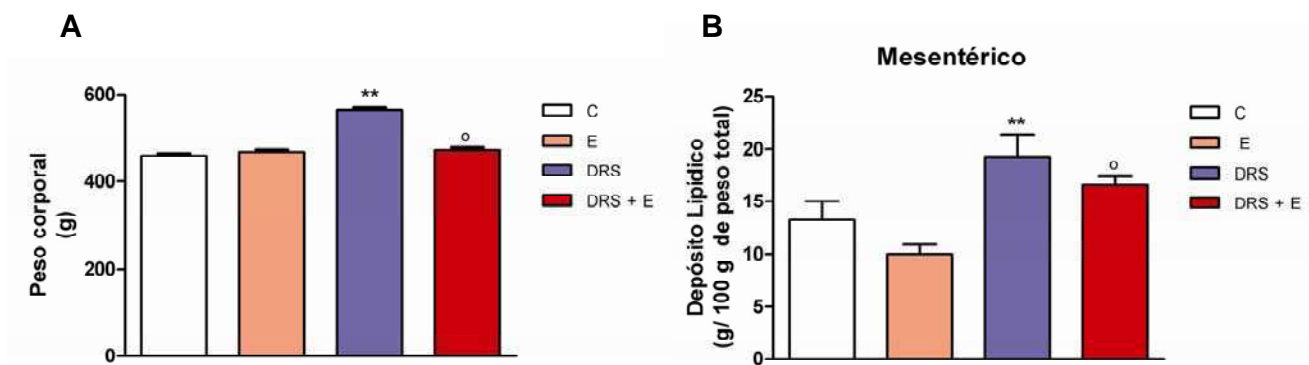 A
Peso corporal
(g)
600
400
200
0
**
o
C
E
DRS
DRS + E
B
Mesentérico
Depósito Lipídico
(g/ 100 g de peso total)
25
20
15
10
5
0
**
o
C
E
DRS
DRS + E